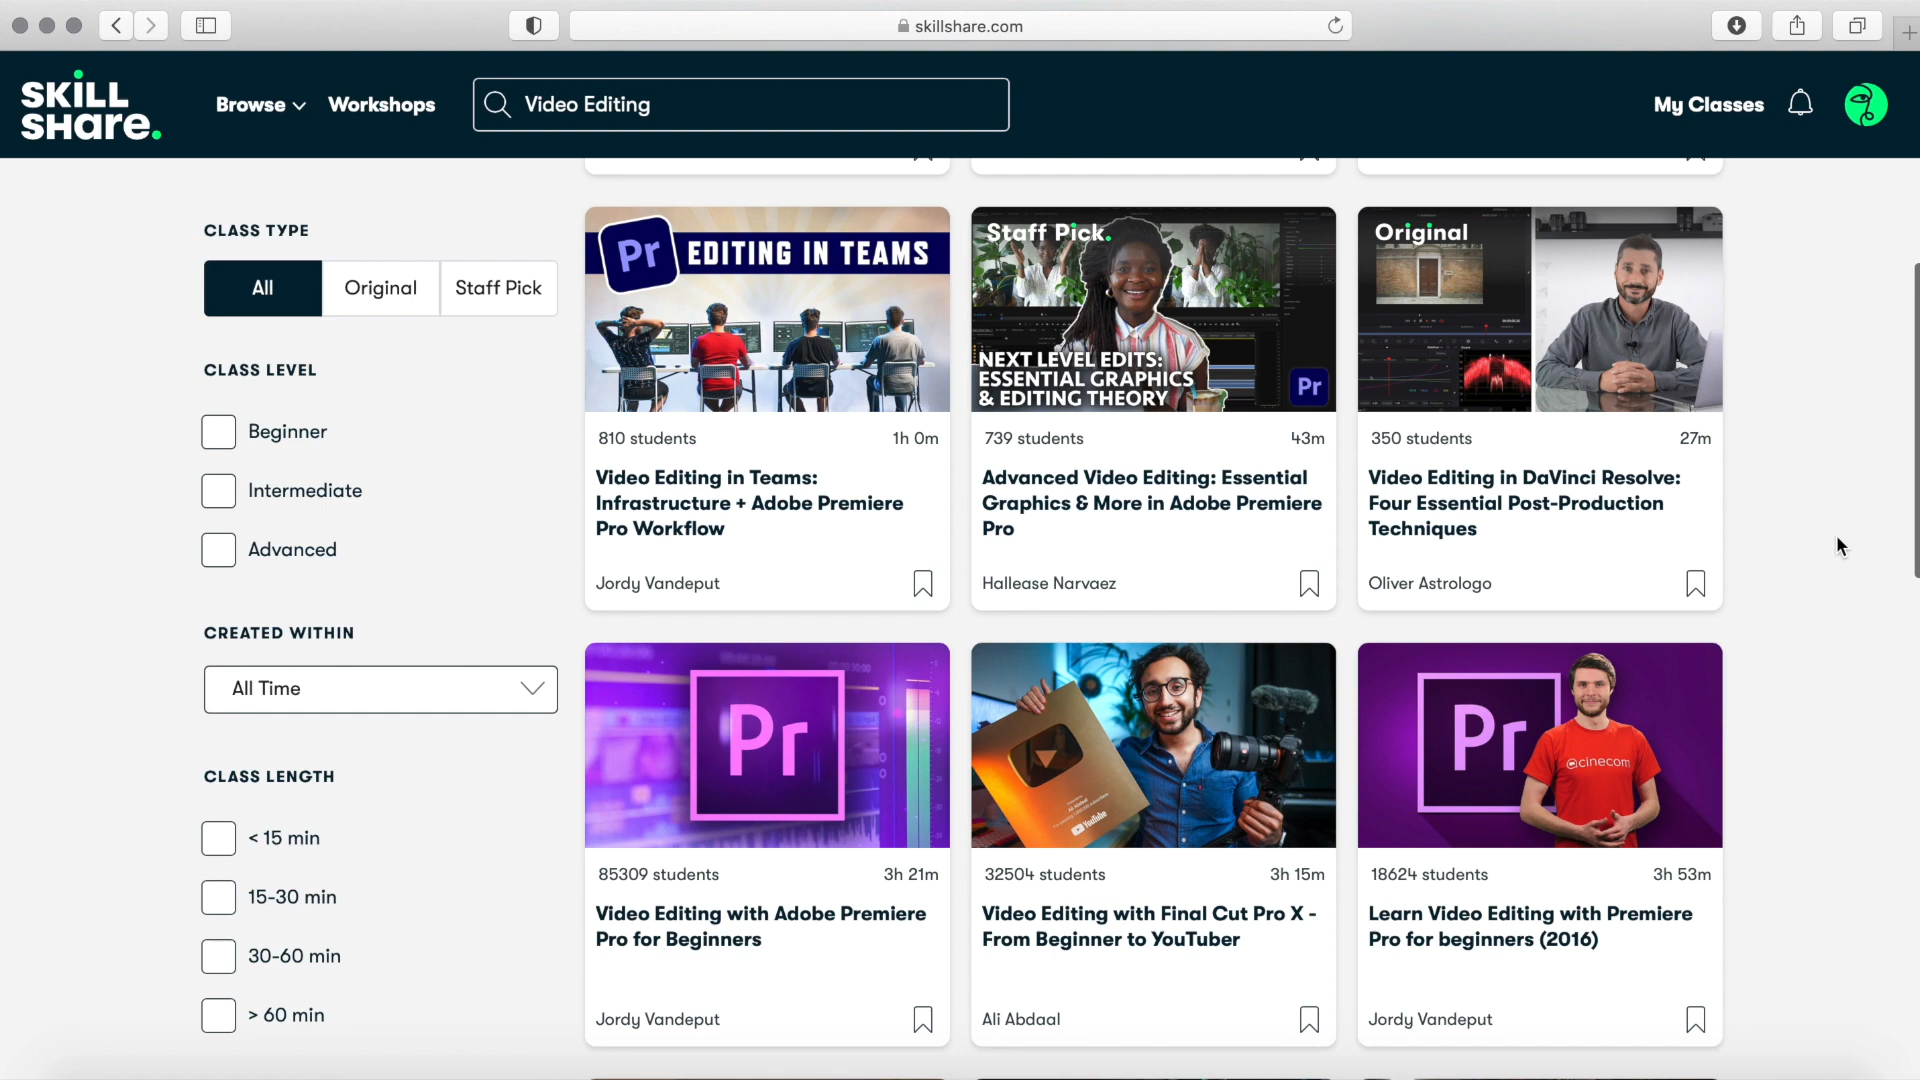 skillshare.com
SKILL
SHare.
Browse
Workshops
Video Editing
My Classes
CLASS TYPE
All
Original
Staff Pick
CLASS LEVEL
Beginner
Intermediate
Advanced
CREATED WITHIN
All Time
CLASS LENGTH
< 15 min
15-30 min
30-60 min
> 60 min
Pr
EDITING IN TEAMS
810 students
1h 0m
Video Editing in Teams:
Infrastructure + Adobe Premiere
Pro Workflow
Jordy Vandeput
Staff Pick.
NEXT LEVEL EDITS:
ESSENTIAL GRAPHICS
& EDITING THEORY
Pr
739 students
43m
Advanced Video Editing: Essential
Graphics & More in Adobe Premiere
Pro
Hallease Narvaez
Original
350 students
27m
Video Editing in DaVinci Resolve:
Four Essential Post-Production
Techniques
Oliver Astrologo
Pr
85309 students
3h 21m
Video Editing with Adobe Premiere
Pro for Beginners
Jordy Vandeput
YouTube
32504 students
3h 15m
Video Editing with Final Cut Pro X -
From Beginner to YouTuber
Ali Abdaal
Pr
@cinecom
18624 students
3h 53m
Learn Video Editing with Premiere
Pro for beginners (2016)
Jordy Vandeput